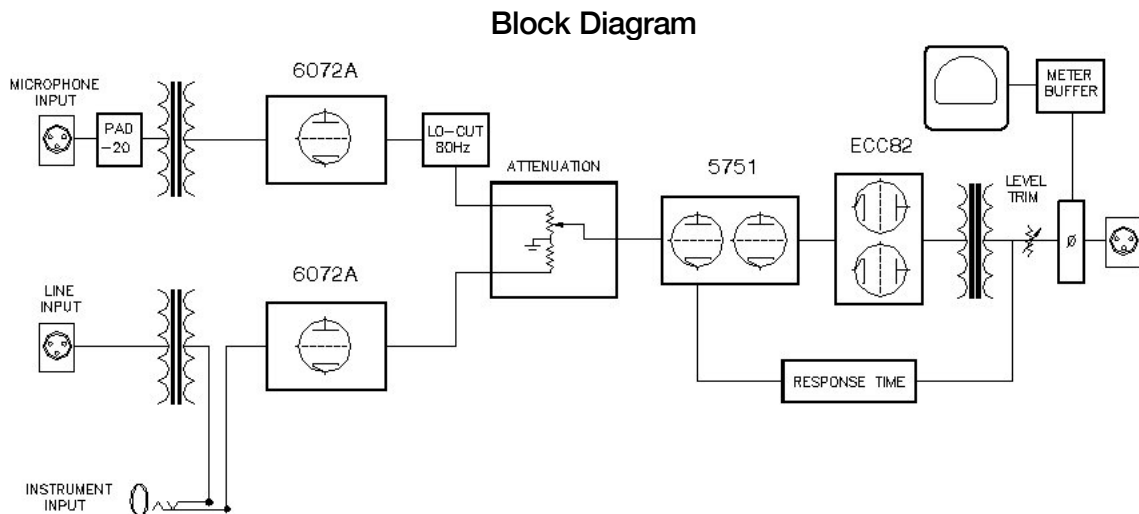 Block Diagram
MICROPHONE
INPUT
PAD
-20
6072A
LO-CUT
80Hz
ATTENUATION
5751
ECC82
LEVEL
TRIM
METER
BUFFER
ø
LINE
INPUT
6072A
RESPONSE TIME
INSTRUMENT
INPUT